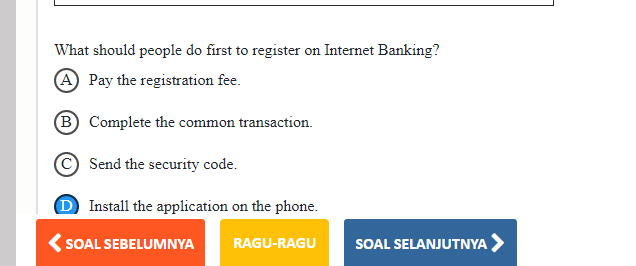 What should people do first to register on Internet Banking?
A Pay the registration fee.
B Complete the common transaction.
C Send the security code.
D Install the application on the phone.
SOAL SEBELUMNYA RAGU-RAGU SOAL SELANJUTNYA